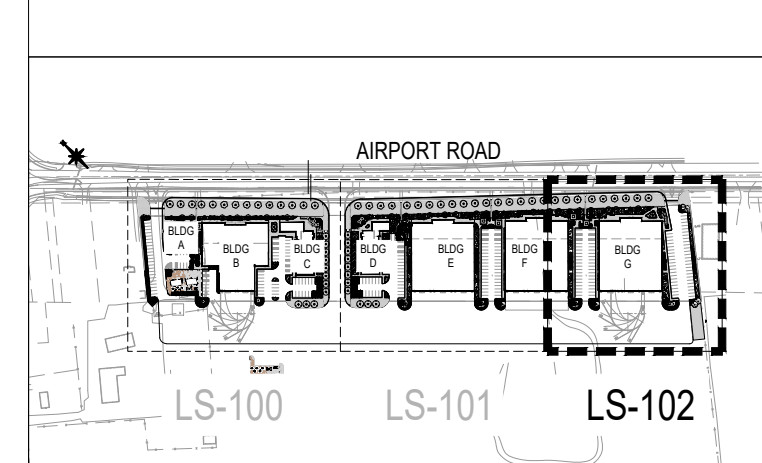 AIRPORT ROAD
BLDG
A
BLDG
B
BLDG
C
BLDG
D
BLDG
E
BLDG
F
BLDG
G
LS-100
LS-101
LS-102